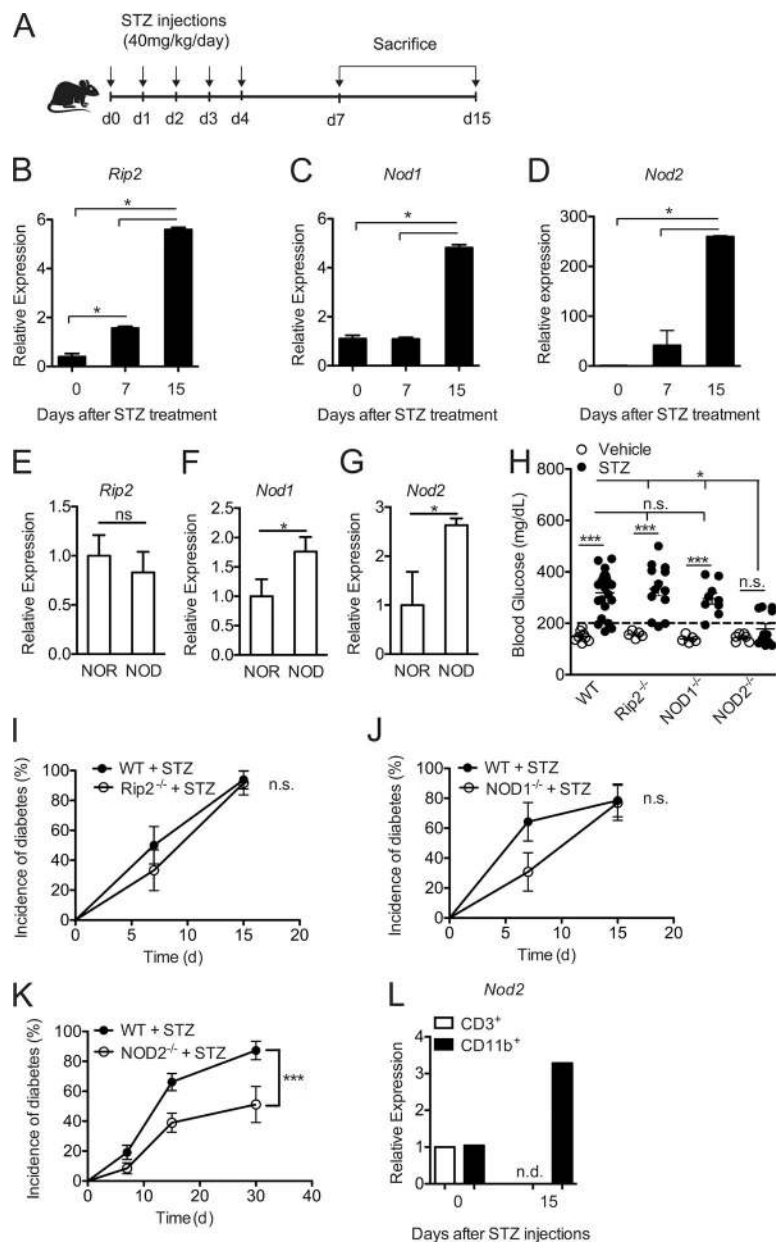 A
STZ injections
(40mg/kg/day)
Sacrifice
d0 d1 d2 d3 d4 d7 d15
B
Rip2
Relative Expression
6
4
2
0
*
*
0 7 15
Days after STZ treatment
C
Nod1
Relative Expression
6
4
2
0
*
0 7 15
Days after STZ treatment
D
Nod2
Relative expression
300
200
100
0
*
0 7 15
Days after STZ treatment
E
Rip2
Relative Expression
1.5
1.0
0.5
0.0
ns
NOR NOD
F
Nod1
Relative Expression
2.5
2.0
1.5
1.0
0.5
0.0
*
NOR NOD
G
Nod2
Relative Expression
3
2
1
0
*
NOR NOD
H
Vehicle
STZ
Blood Glucose (mg/dL)
800
600
400
200
0
*
n.s.
***
***
***
n.s.
WT
Rip2-/-
NOD1-/-
NOD2-/-
I
Incidence of diabetes (%)
100
80
60
40
20
0
WT + STZ
Rip2-/- + STZ
n.s.
0 5 10 15 20
Time (d)
J
Incidence of diabetes (%)
100
80
60
40
20
0
WT + STZ
NOD1-/- + STZ
n.s.
0 5 10 15 20
Time (d)
K
Incidence of diabetes (%)
100
80
60
40
20
0
WT + STZ
NOD2-/- + STZ
***
0 10 20 30 40
Time (d)
L
Nod2
CD3+
CD11b+
Relative Expression
4
3
2
1
0
n.d.
0 15
Days after STZ injections